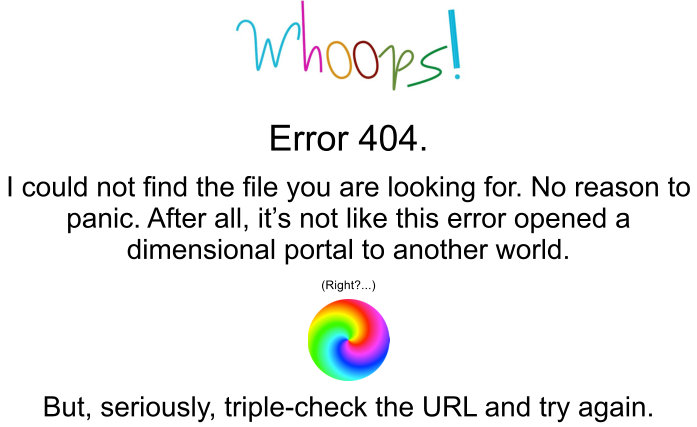 Whoops!
Error 404.
I could not find the file you are looking for. No reason to
panic. After all, it’s not like this error opened a
dimensional portal to another world.
(Right?...)
But, seriously, triple-check the URL and try again.